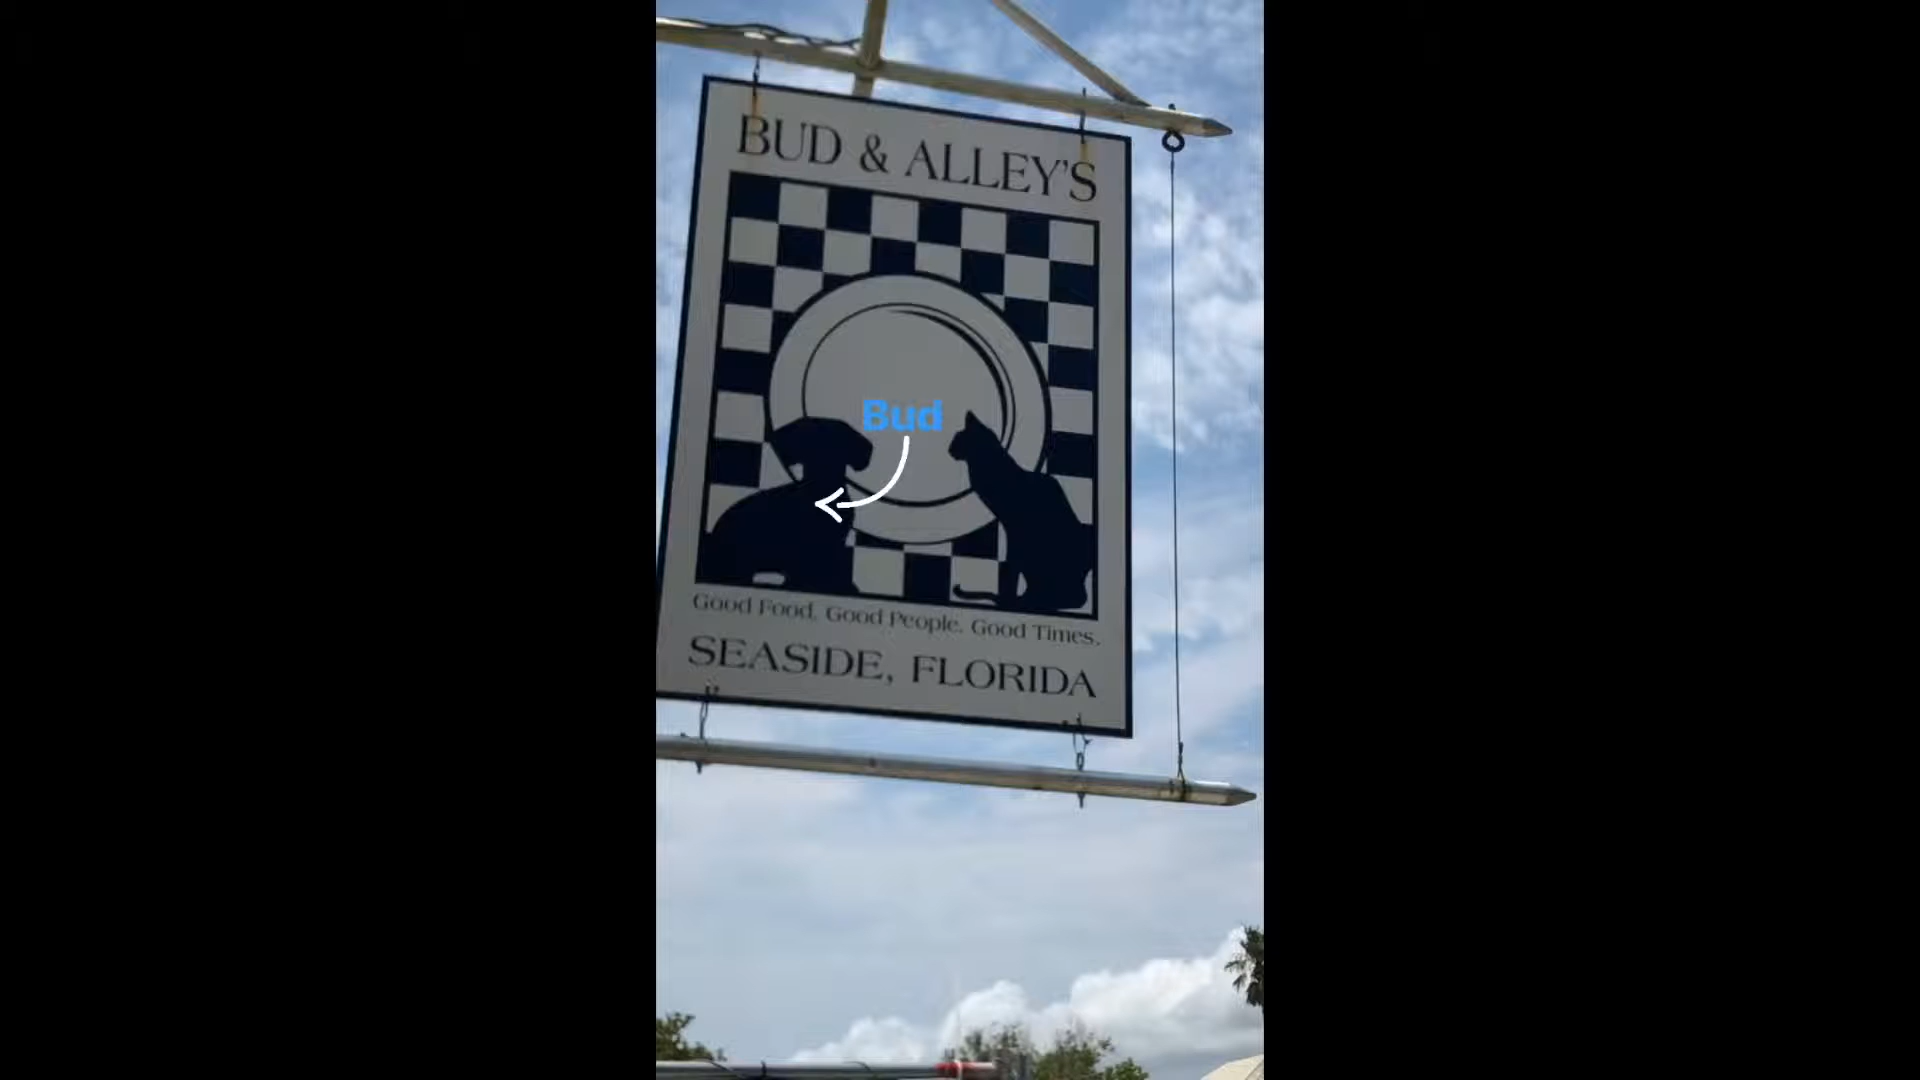 BUD & ALLEY'S
Bud
Good Food. Good People. Good Times.
SEASIDE, FLORIDA